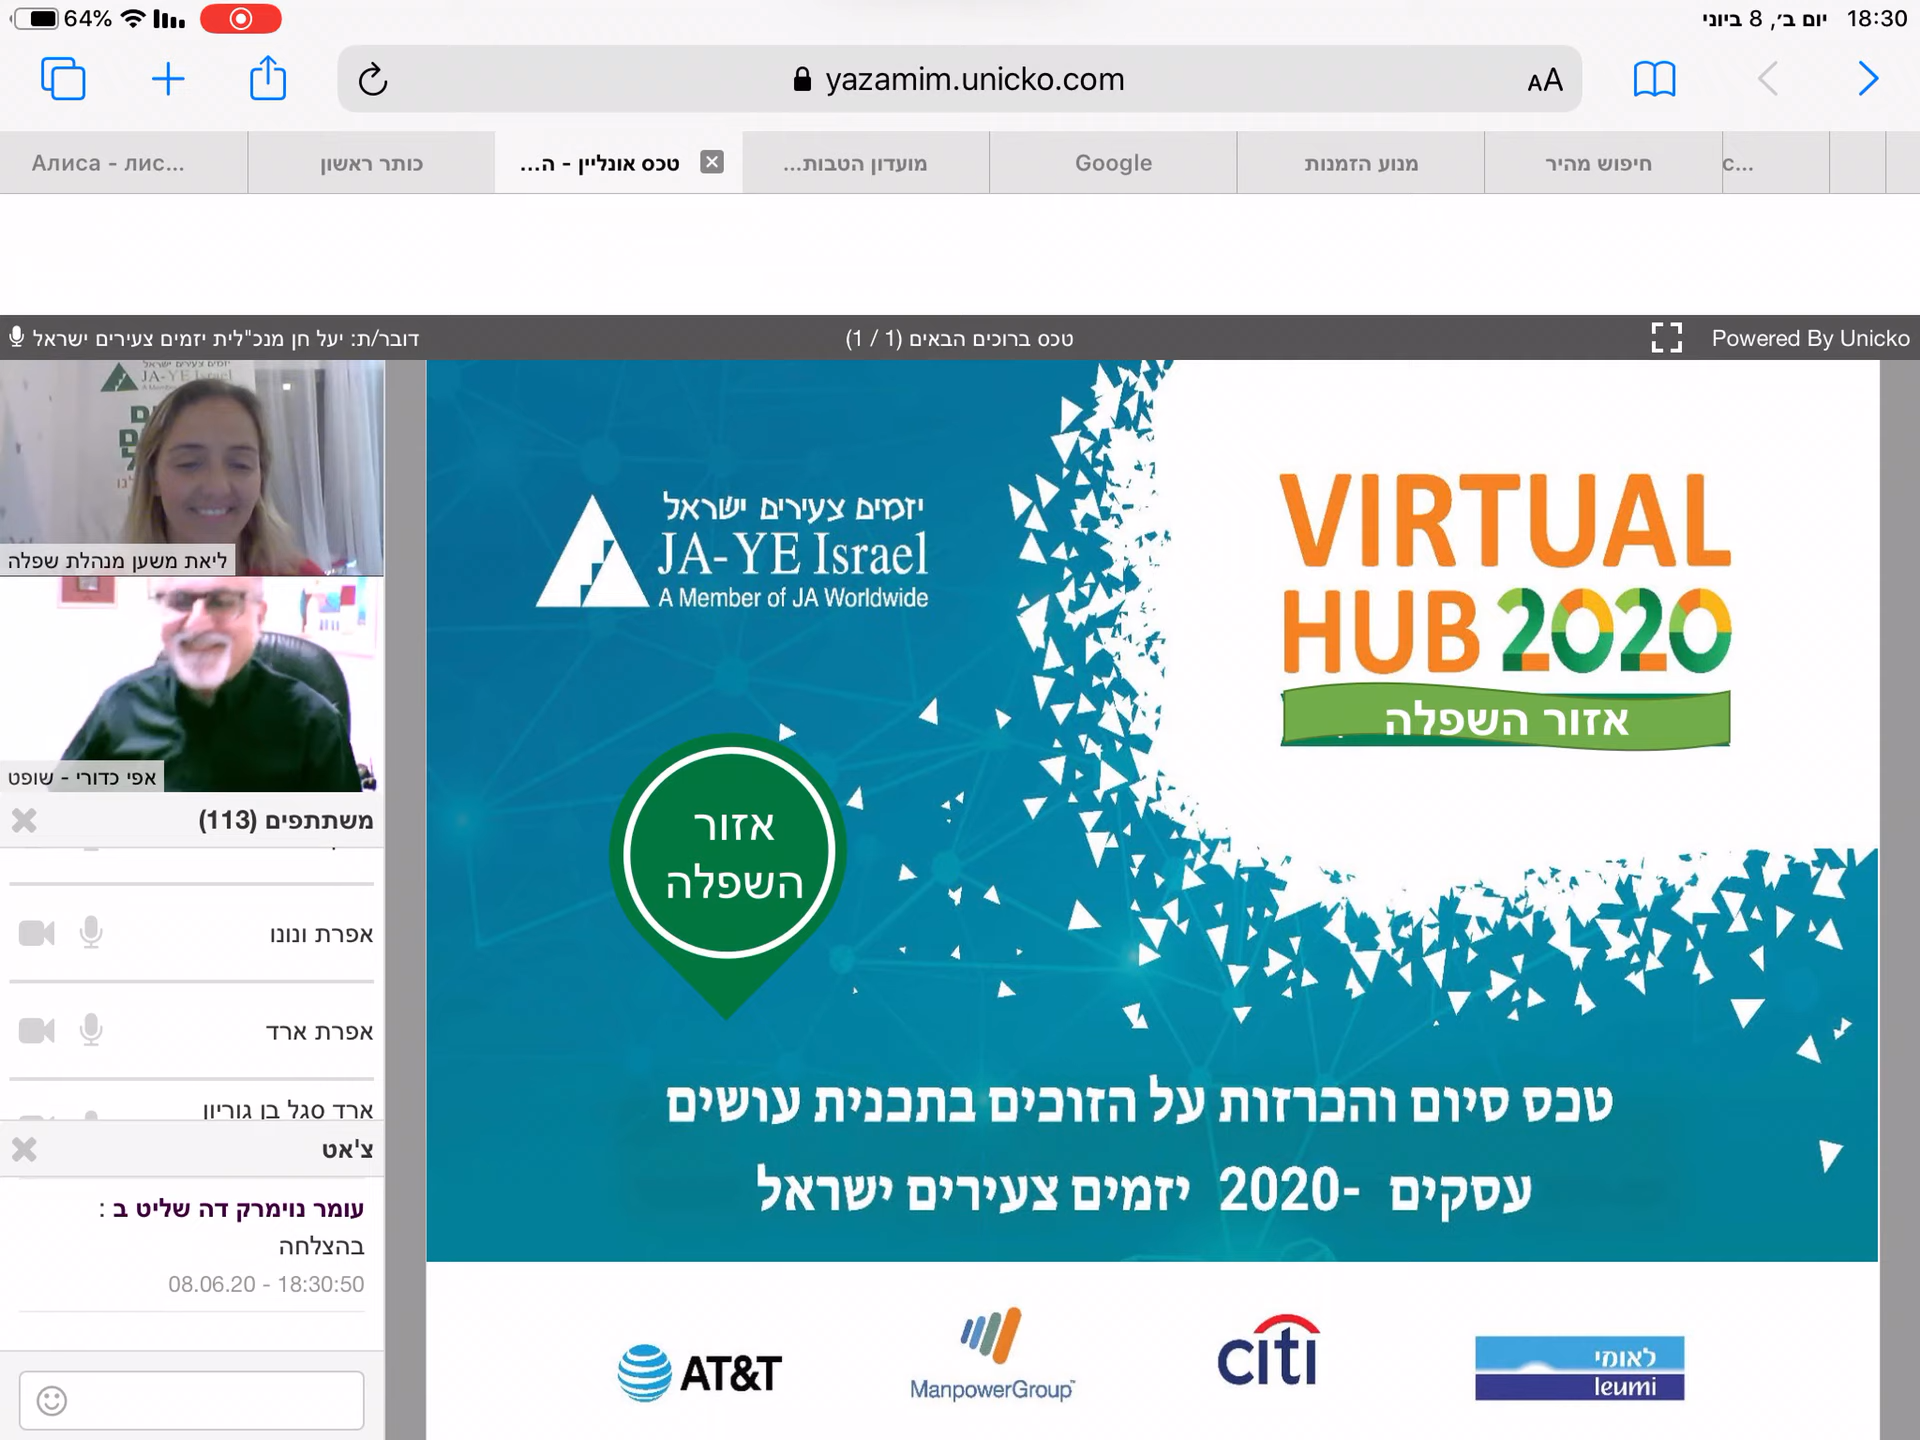 64%
יום ב׳, 8 ביוני 18:30
yazamim.unicko.com
AA
Алиса - лис...
כותר ראשון
טכס אונליין - ה...
מועדון הטבות...
Google
מנוע הזמנות
חיפוש מהיר
c...
דובר/ת: יעל חן מנכ"לית יזמים צעירים ישראל
טכס ברוכים הבאים (1 / 1)
Powered By Unicko
JA-YE Israel
ליאת משען מנהלת שפלה
אפי כדורי - שופט
משתתפים (113)
אפרת ונונו
אפרת ארד
ארד סגל בן גוריון
צ'אט
עומר נוימרק דה שליט ב :
בהצלחה
08.06.20 - 18:30:50
יזמים צעירים ישראל
JA-YE Israel
A Member of JA Worldwide
VIRTUAL
HUB 2020
אזור השפלה
אזור
השפלה
טכס סיום והכרזות על הזוכים בתכנית עושים
עסקים -2020 יזמים צעירים ישראל
AT&T
ManpowerGroup™
citi
לאומי
leumi